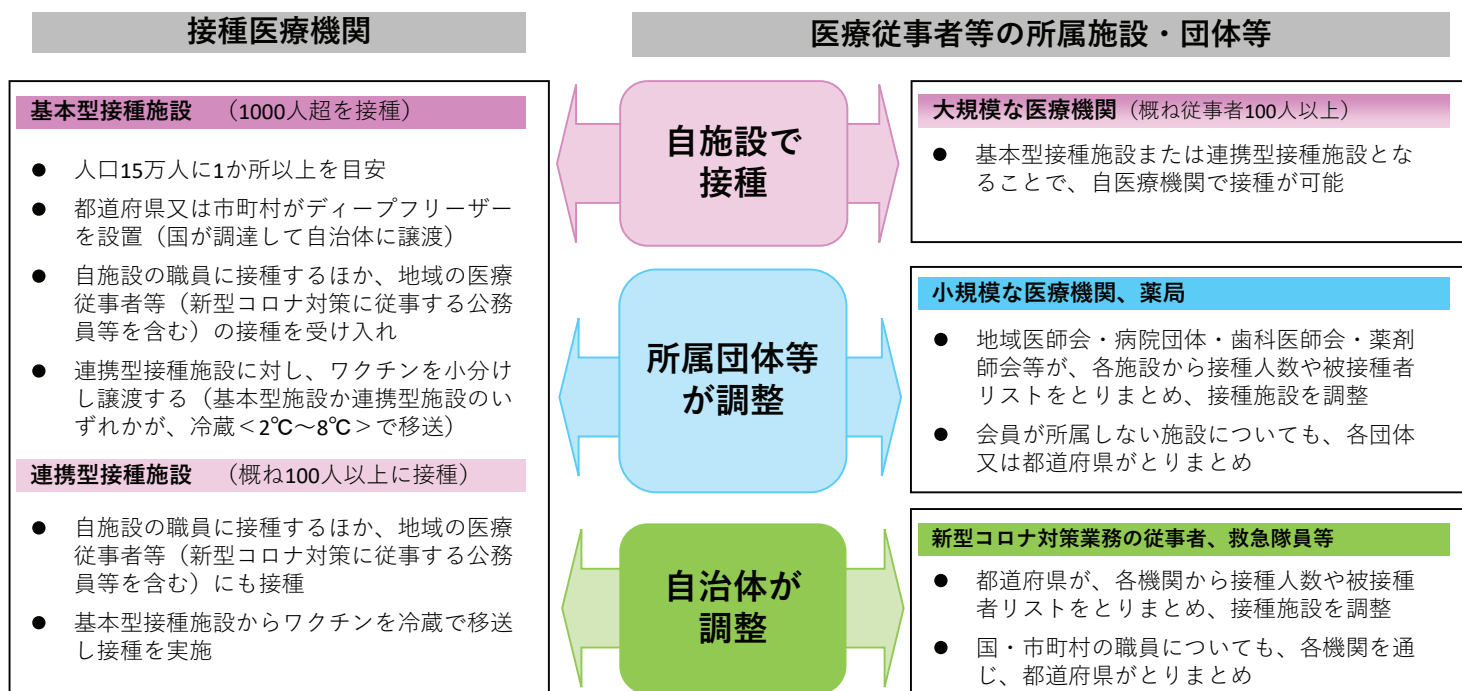 接種医療機関
医療従事者等の所属施設・団体等
基本型接種施設 （1000人超を接種）
● 人口15万人に1か所以上を目安
● 都道府県又は市町村がディープフリーザー
を設置（国が調達して自治体に譲渡）
● 自施設の職員に接種するほか、地域の医療
従事者等（新型コロナ対策に従事する公務
員等を含む）の接種を受け入れ
● 連携型接種施設に対し、ワクチンを小分け
し譲渡する（基本型施設か連携型施設のい
ずれかが、冷蔵＜2℃～8℃＞で移送）
連携型接種施設 （概ね100人以上に接種）
● 自施設の職員に接種するほか、地域の医療
従事者等（新型コロナ対策に従事する公務
員等を含む）にも接種
● 基本型接種施設からワクチンを冷蔵で移送
し接種を実施
自施設で
接種
大規模な医療機関（概ね従事者100人以上）
● 基本型接種施設または連携型接種施設とな
ることで、自医療機関で接種が可能
所属団体等
が調整
小規模な医療機関、薬局
● 地域医師会・病院団体・歯科医師会・薬剤
師会等が、各施設から接種人数や被接種者
リストをとりまとめ、接種施設を調整
● 会員が所属しない施設についても、各団体
又は都道府県がとりまとめ
自治体が
調整
新型コロナ対策業務の従事者、救急隊員等
● 都道府県が、各機関から接種人数や被接種
者リストをとりまとめ、接種施設を調整
● 国・市町村の職員についても、各機関を通
じ、都道府県がとりまとめ